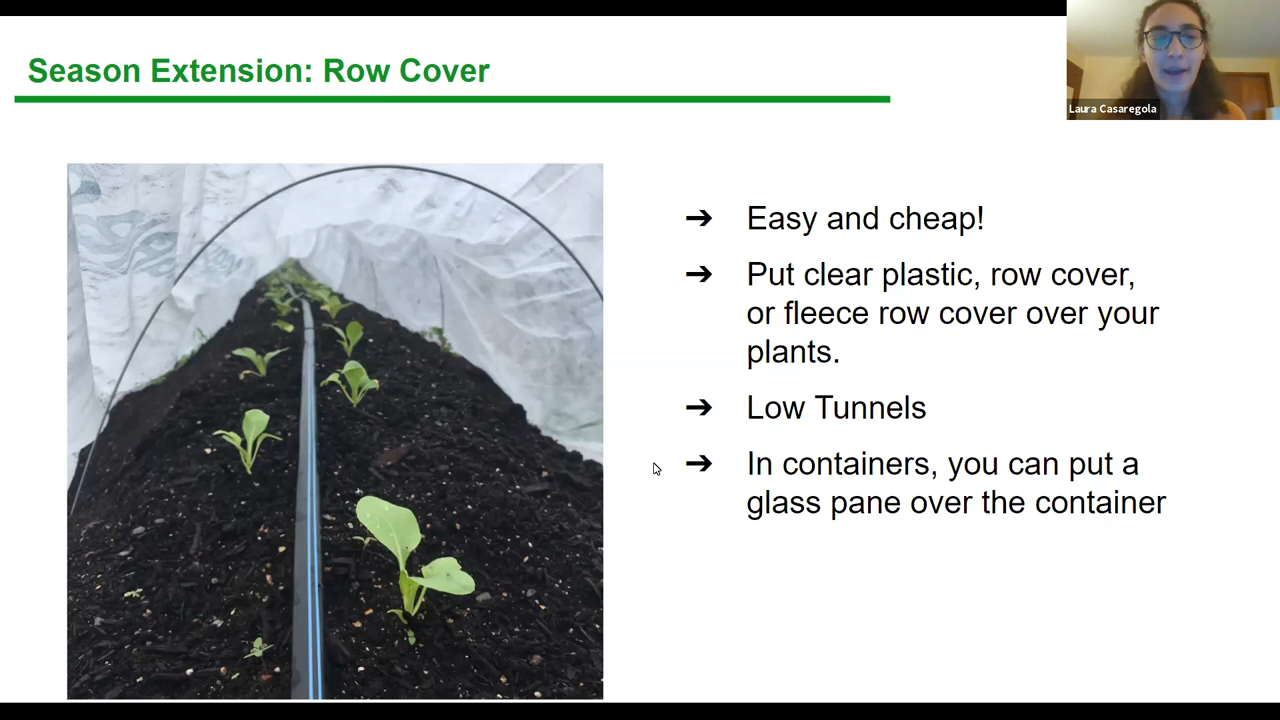 Season Extension: Row Cover
Laura Casaregola
➔ Easy and cheap!
➔ Put clear plastic, row cover,
or fleece row cover over your
plants.
➔ Low Tunnels
➔ In containers, you can put a
glass pane over the container